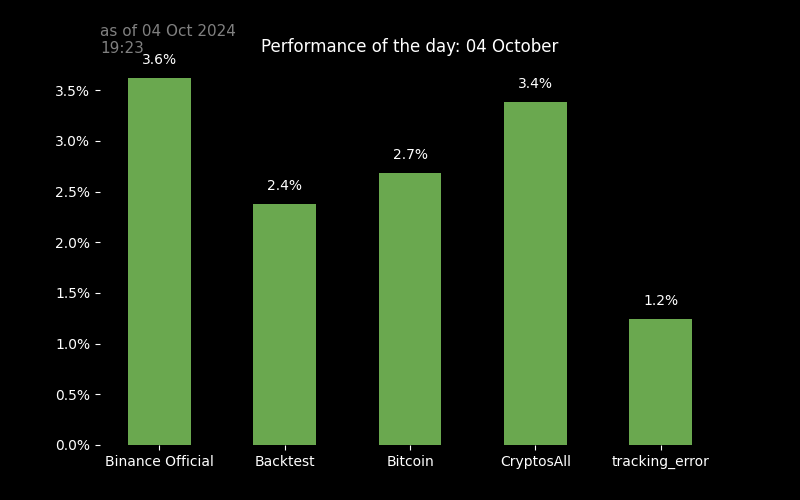 as of 04 Oct 2024
19:23
Performance of the day: 04 October
3.6%
3.4%
2.7%
2.4%
1.2%
3.5%
3.0%
2.5%
2.0%
1.5%
1.0%
0.5%
0.0%
Binance Official
Backtest
Bitcoin
CryptosAll
tracking_error